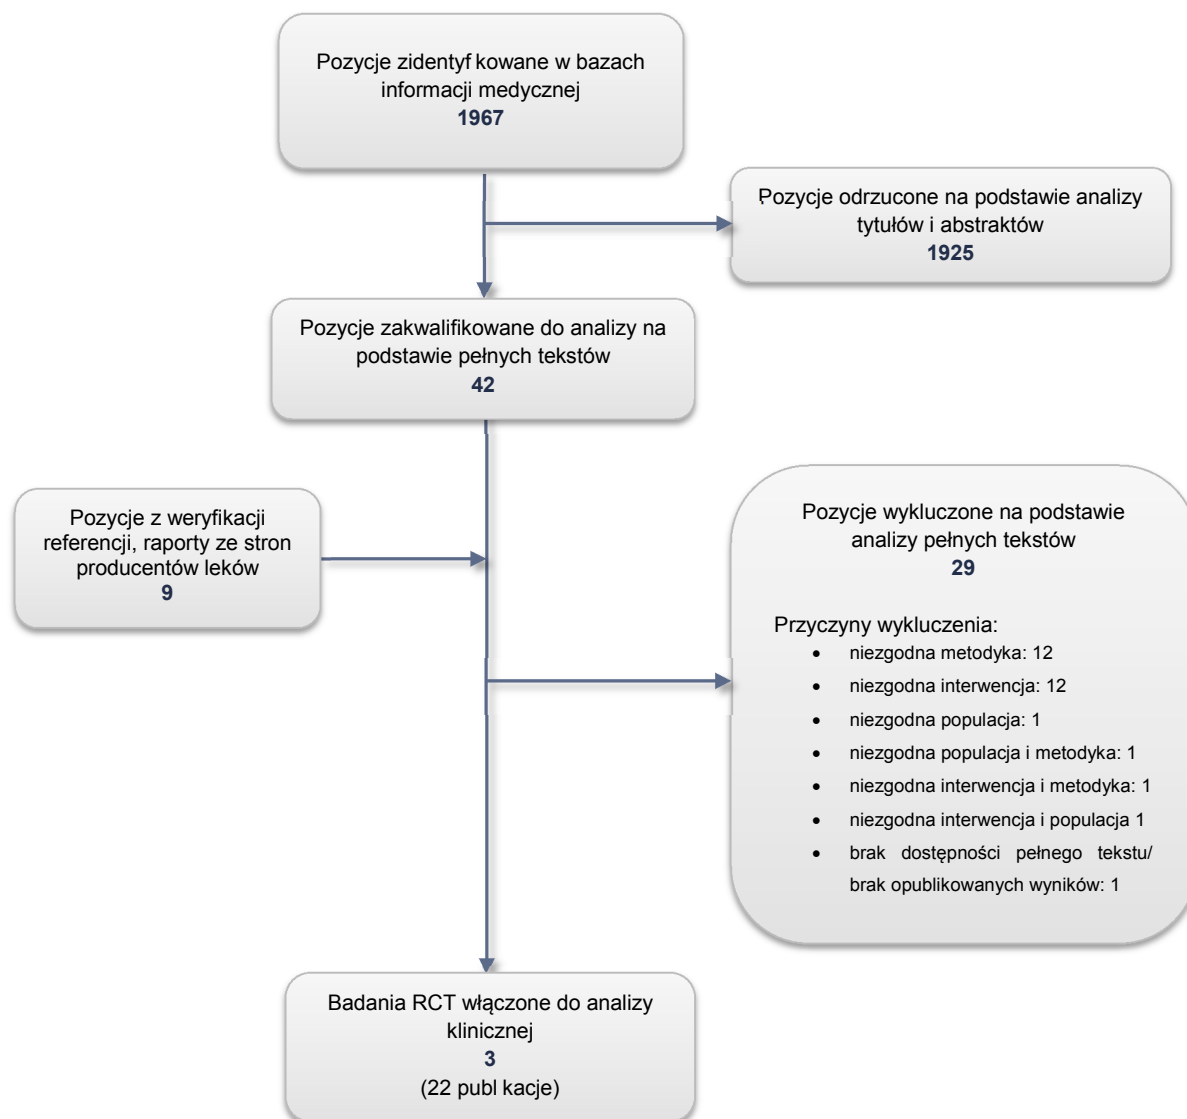 Pozycje zidentyf kowane w bazach
informacji medycznej
1967
Pozycje odrzucone na podstawie analizy
tytułów i abstraktów
1925
Pozycje zakwalifikowane do analizy na
podstawie pełnych tekstów
42
Pozycje z weryfikacji
referencji, raporty ze stron
producentów leków
9
Pozycje wykluczone na podstawie
analizy pełnych tekstów
29
Przyczyny wykluczenia:
• niezgodna metodyka: 12
• niezgodna interwencja: 12
• niezgodna populacja: 1
• niezgodna populacja i metodyka: 1
• niezgodna interwencja i metodyka: 1
• niezgodna interwencja i populacja 1
• brak dostępności pełnego tekstu/
brak opublikowanych wyników: 1
Badania RCT włączone do analizy
klinicznej
3
(22 publ kacje)